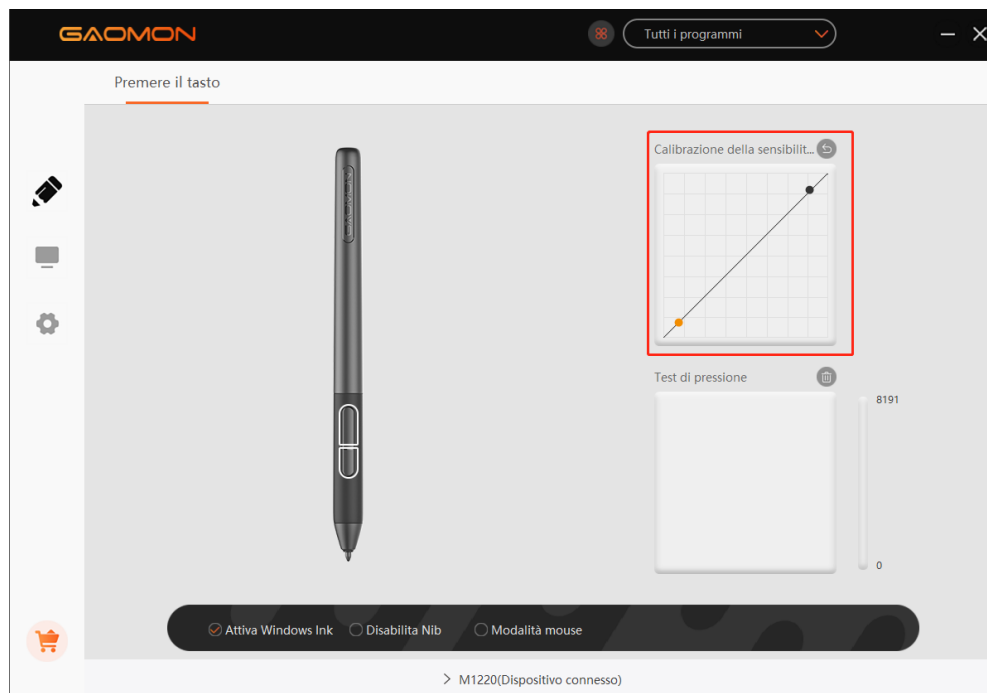 GAOMON
Tutti i programmi
Premere il tasto
Calibrazione della sensibilit...
GAOMON
Test di pressione
8191
0
Attiva Windows Ink
Disabilita Nib
Modalità mouse
M1220(Dispositivo connesso)